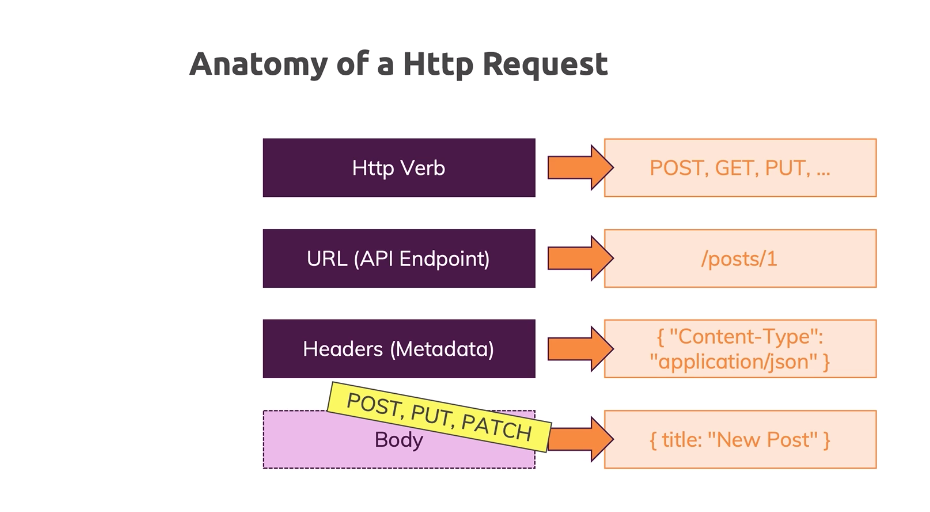 Anatomy of a Http Request
Http Verb
POST, GET, PUT, ...
URL (API Endpoint)
/posts/1
Headers (Metadata)
{ "Content-Type":
"application/json" }
POST, PUT, PATCH
Body
{ title: "New Post" }